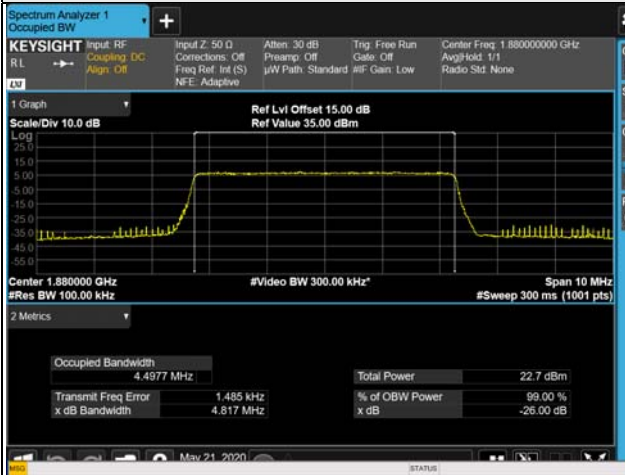 Spectrum Analyzer 1
Occupied BW
KEYSIGHT Input: RF Input Z: 50 Ω Atten: 30 dB Trig: Free Run Center Freq: 1.880000000 GHz
RL Coupling: DC Corrections: Off Preamp: Off Gate: Off Avg|Hold: 1/1
Align: Off Freq Ref: Int (S) µW Path: Standard #IF Gain: Low Radio Std: None
LXI NFE: Adaptive
1 Graph
Ref Lvl Offset 15.00 dB
Scale/Div 10.0 dB Ref Value 35.00 dBm
Log
25.0
15.0
5.00
-5.00
-15.0
-25.0
-35.0
-45.0
-55.0
Center 1.880000 GHz #Video BW 300.00 kHz* Span 10 MHz
#Res BW 100.00 kHz #Sweep 300 ms (1001 pts)
2 Metrics
Occupied Bandwidth
4.4977 MHz Total Power 22.7 dBm
Transmit Freq Error 1.485 kHz % of OBW Power 99.00 %
x dB Bandwidth 4.817 MHz x dB -26.00 dB
May 21, 2020
MSG STATUS